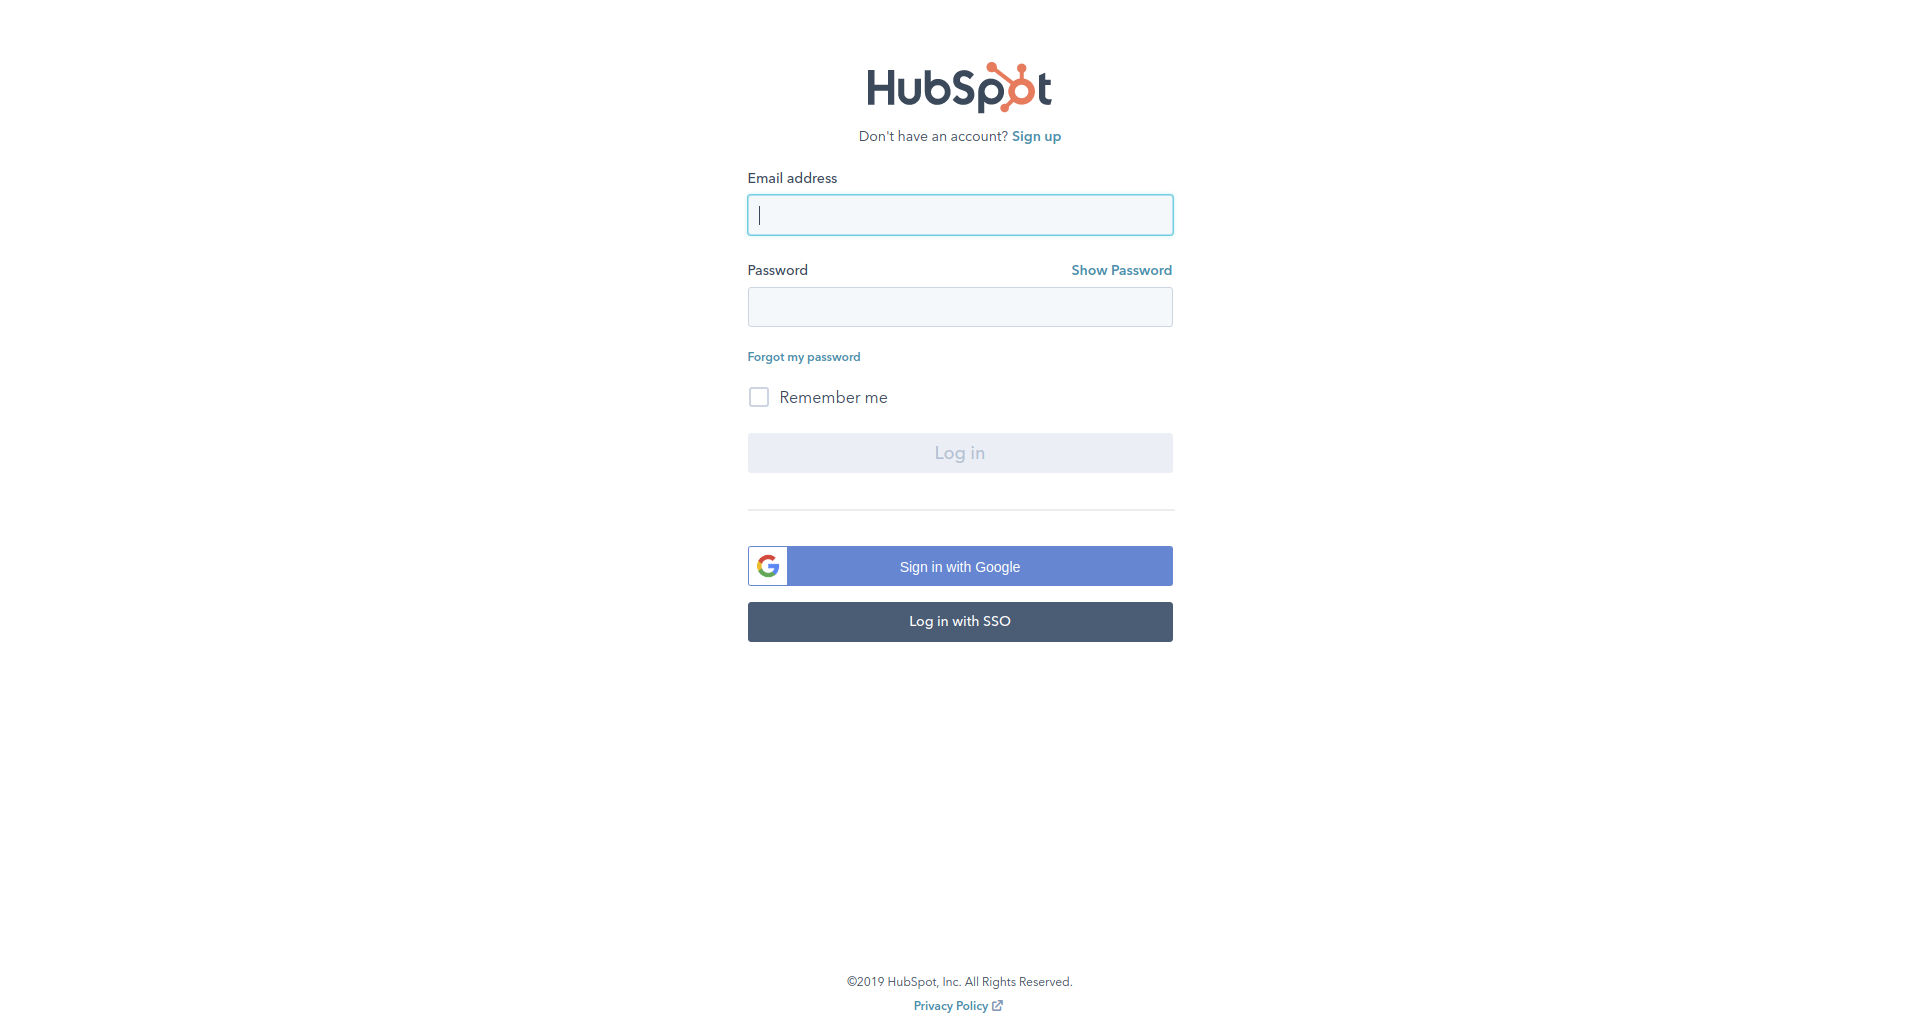 HubSpot
Don't have an account? Sign up
Email address
Password Show Password
Forgot my password
Remember me
Log in
Sign in with Google
Log in with SSO
©2019 HubSpot, Inc. All Rights Reserved.
Privacy Policy